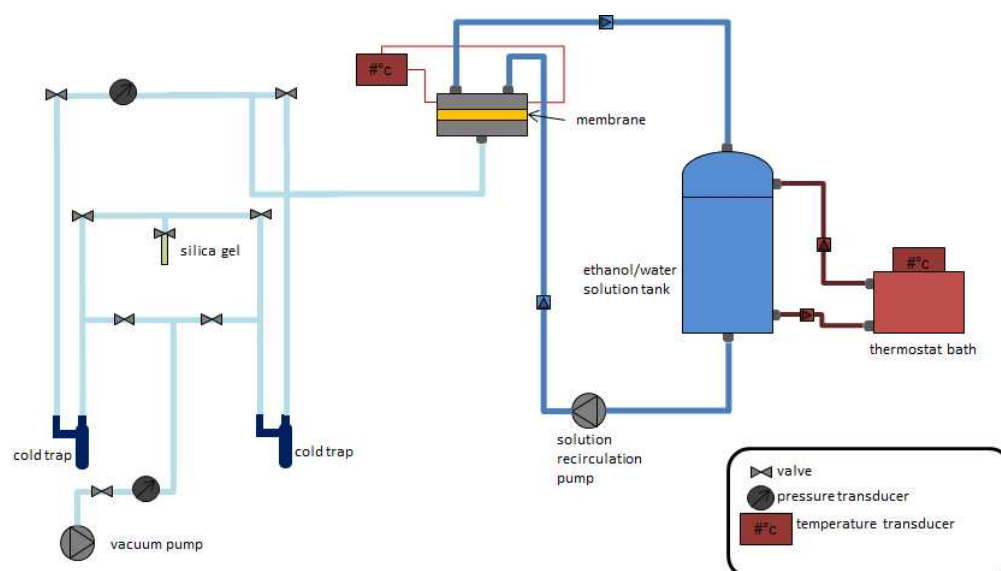 #°c
membrane
silica gel
ethanol/water
solution tank
#°c
thermostat bath
cold trap
cold trap
solution
recirculation
pump
vacuum pump
valve
pressure transducer
#°c
temperature transducer